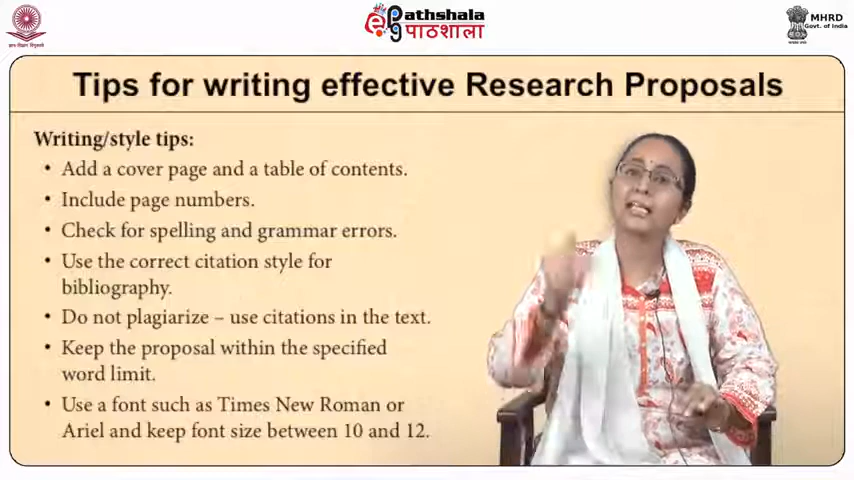 ePathshala
पाठशाला
MHRD
Govt. of India
Tips for writing effective Research Proposals
Writing/style tips:
• Add a cover page and a table of contents.
• Include page numbers.
• Check for spelling and grammar errors.
• Use the correct citation style for
bibliography.
• Do not plagiarize – use citations in the text.
• Keep the proposal within the specified
word limit.
• Use a font such as Times New Roman or
Ariel and keep font size between 10 and 12.